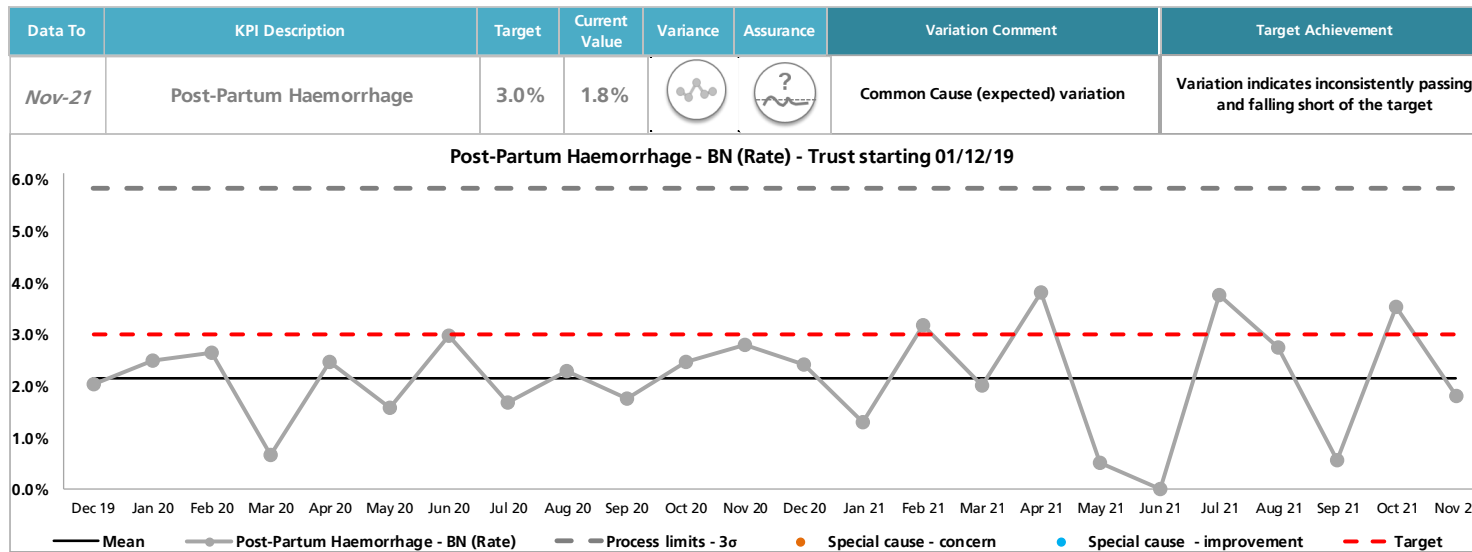 Data To KPI Description Target Current Value Variance Assurance Variation Comment Target Achievement
Nov-21 Post-Partum Haemorrhage 3.0% 1.8% ? Common Cause (expected) variation Variation indicates inconsistently passing
and falling short of the target
Post-Partum Haemorrhage - BN (Rate) - Trust starting 01/12/19
6.0%
5.0%
4.0%
3.0%
2.0%
1.0%
0.0%
Dec 19 Jan 20 Feb 20 Mar 20 Apr 20 May 20 Jun 20 Jul 20 Aug 20 Sep 20 Oct 20 Nov 20 Dec 20 Jan 21 Feb 21 Mar 21 Apr 21 May 21 Jun 21 Jul 21 Aug 21 Sep 21 Oct 21 Nov 2
Mean Post-Partum Haemorrhage - BN (Rate) Process limits - 3σ Special cause - concern Special cause - improvement Target